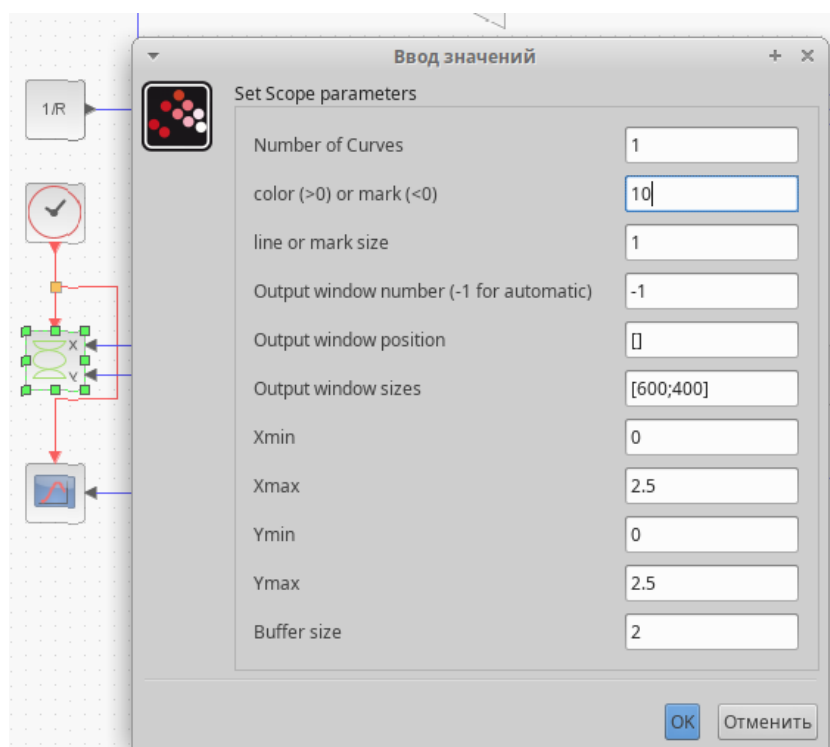 Ввод значений
Set Scope parameters
1/R
Number of Curves 1
color (>0) or mark (<0) 10
line or mark size 1
Output window number (-1 for automatic) -1
X
Output window position []
Y
Output window sizes [600;400]
Xmin 0
Xmax 2.5
Ymin 0
Ymax 2.5
Buffer size 2
OK Отменить